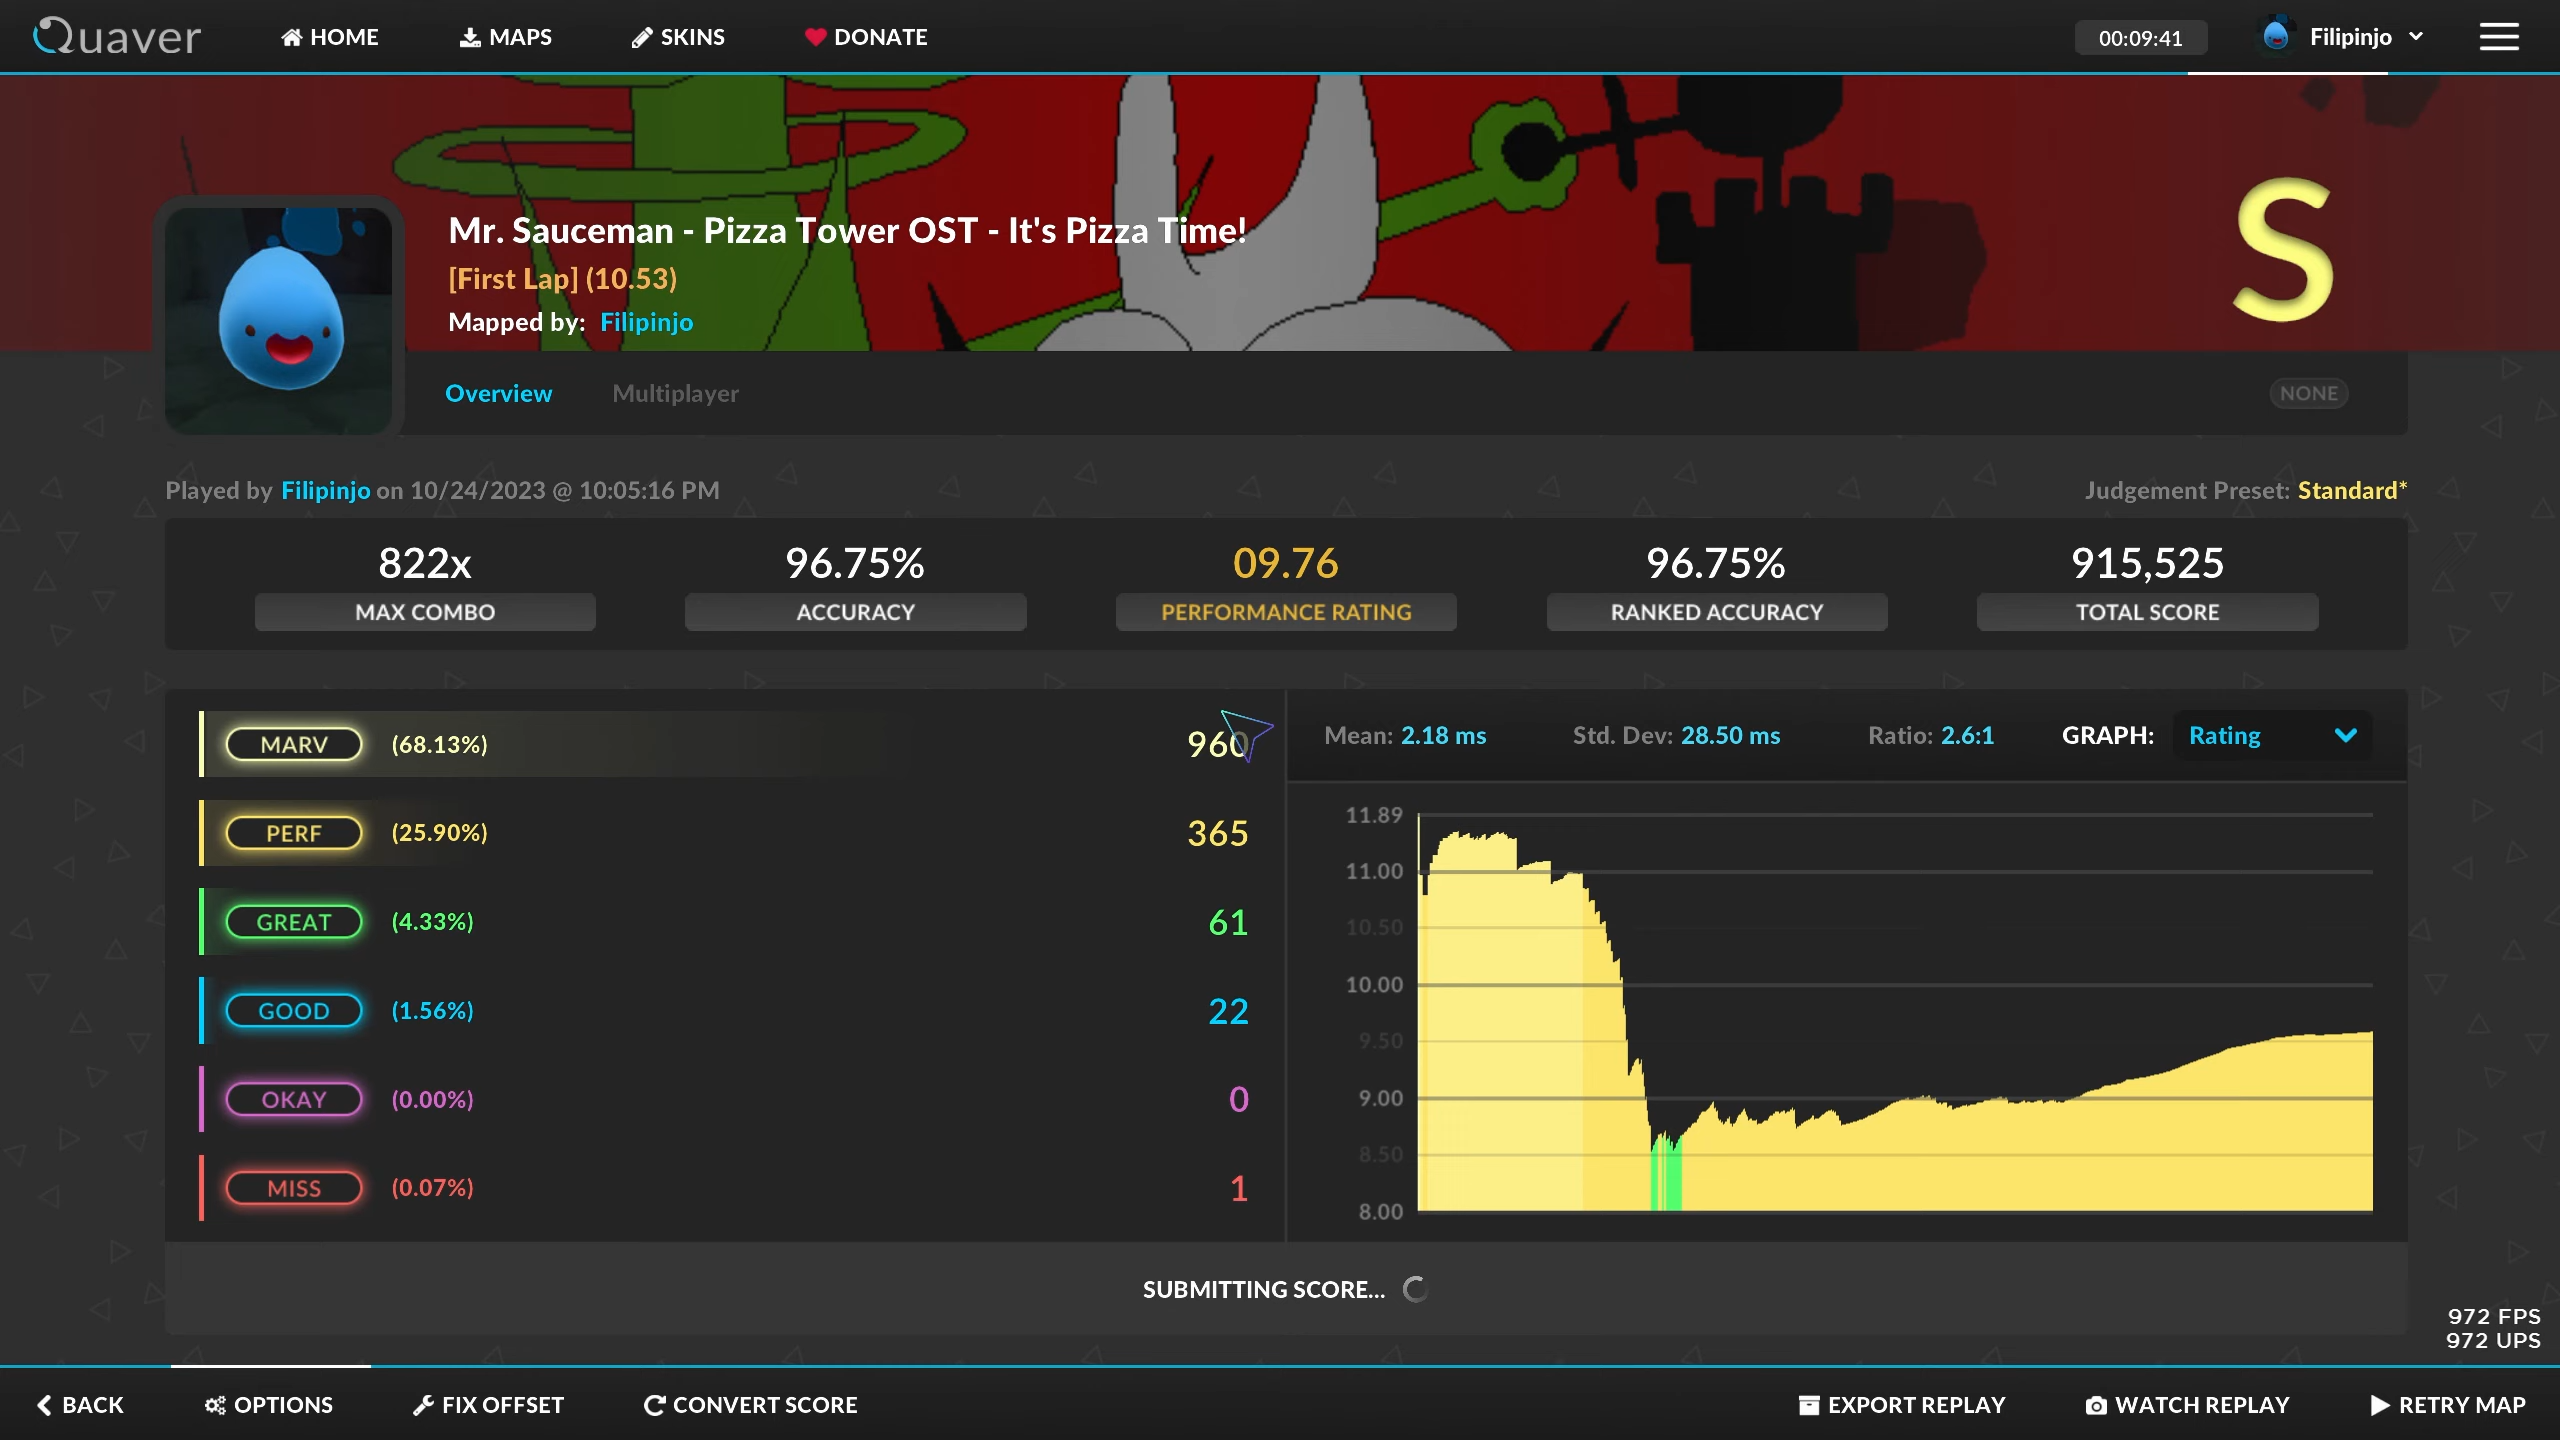 Quaver HOME MAPS SKINS DONATE 00:09:41 Filipinjo
Mr. Sauceman - Pizza Tower OST - It's Pizza Time!
[First Lap] (10.53)
Mapped by: Filipinjo
S
Overview Multiplayer NONE
Played by Filipinjo on 10/24/2023 @ 10:05:16 PM Judgement Preset: Standard*
822x 96.75% 09.76 96.75% 915,525
MAX COMBO ACCURACY PERFORMANCE RATING RANKED ACCURACY TOTAL SCORE
MARV (68.13%) 960
PERF (25.90%) 365
GREAT (4.33%) 61
GOOD (1.56%) 22
OKAY (0.00%) 0
MISS (0.07%) 1
Mean: 2.18 ms Std. Dev: 28.50 ms Ratio: 2.6:1 GRAPH: Rating
11.89
11.00
10.50
10.00
9.50
9.00
8.50
8.00
SUBMITTING SCORE...
972 FPS
972 UPS
BACK OPTIONS FIX OFFSET CONVERT SCORE EXPORT REPLAY WATCH REPLAY RETRY MAP